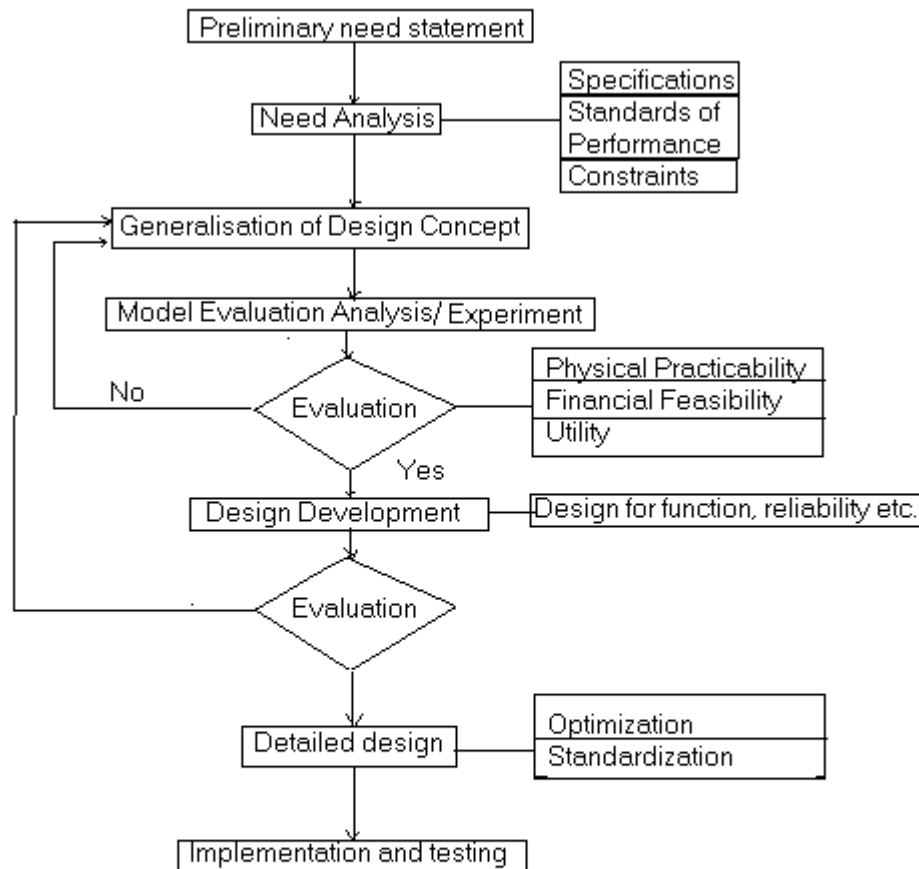 Preliminary need statement
Specifications
Need Analysis
Standards of
Performance
Constraints
Generalisation of Design Concept
Model Evaluation Analysis/ Experiment
Physical Practicability
No
Evaluation
Financial Feasibility
Utility
Yes
Design Development
Design for function, reliability etc.
Evaluation
Optimization
Detailed design
Standardization
Implementation and testing